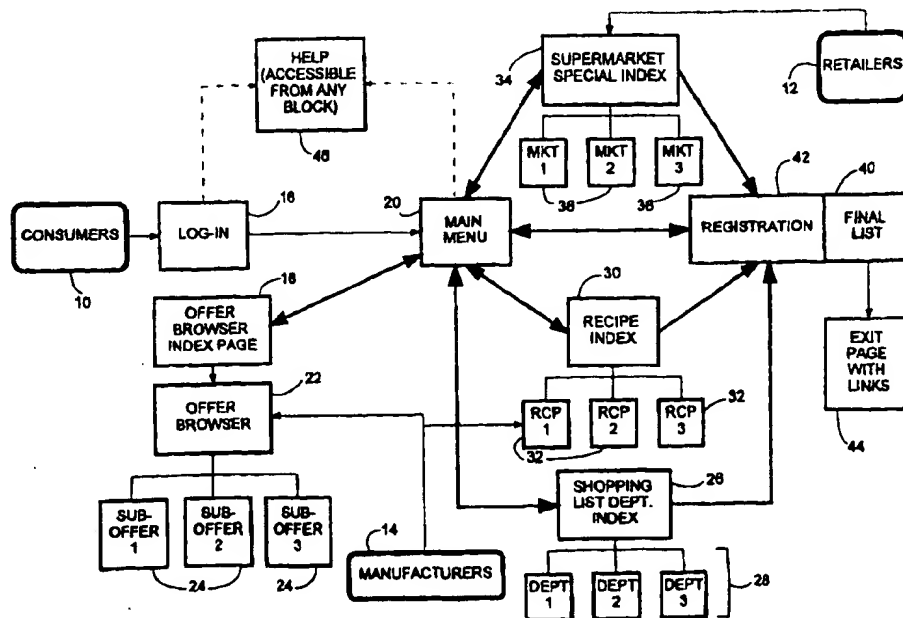 HELP
(ACCESSIBLE
FROM ANY
BLOCK)
46
34
SUPERMARKET
SPECIAL INDEX
RETAILERS
12
MKT
1
MKT
2
MKT
3
36
36
42
40
16
20
CONSUMERS
LOG-IN
MAIN
MENU
REGISTRATION
FINAL
LIST
10
18
30
OFFER
BROWSER
INDEX PAGE
RECIPE
INDEX
EXIT
PAGE
WITH
LINKS
22
OFFER
BROWSER
RCP
1
RCP
2
RCP
3
32
32
44
26
SHOPPING
LIST DEPT.
INDEX
SUB-
OFFER
1
SUB-
OFFER
2
SUB-
OFFER
3
24
24
14
MANUFACTURERS
DEPT
1
DEPT
2
DEPT
3
28